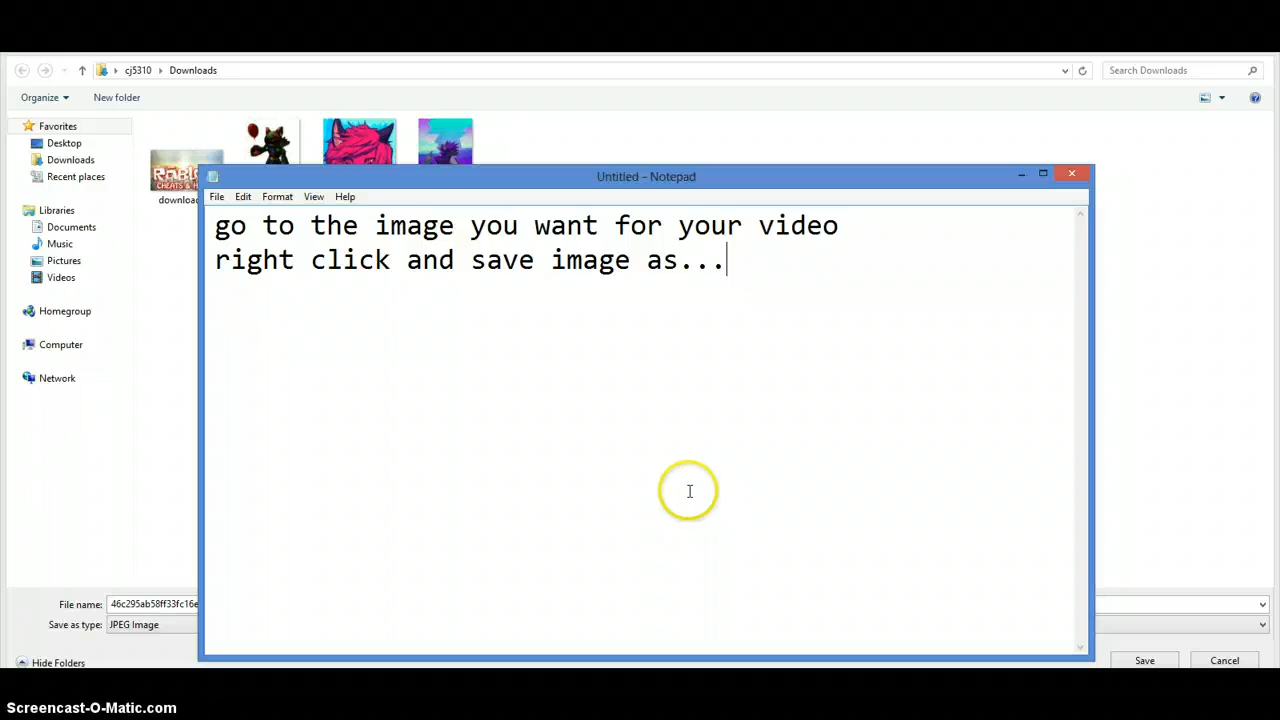 cj5310 Downloads Search Downloads
Organize New folder
Favorites
Desktop
Downloads
Recent places
Libraries
Documents
Music
Pictures
Videos
Homegroup
Computer
Network
CHEATS &
Untitled - Notepad
File Edit Format View Help
go to the image you want for your video
right click and save image as...
File name: 46c295ab58ff33fc16e
Save as type: JPEG Image
Hide Folders
Save Cancel
Screencast-O-Matic.com